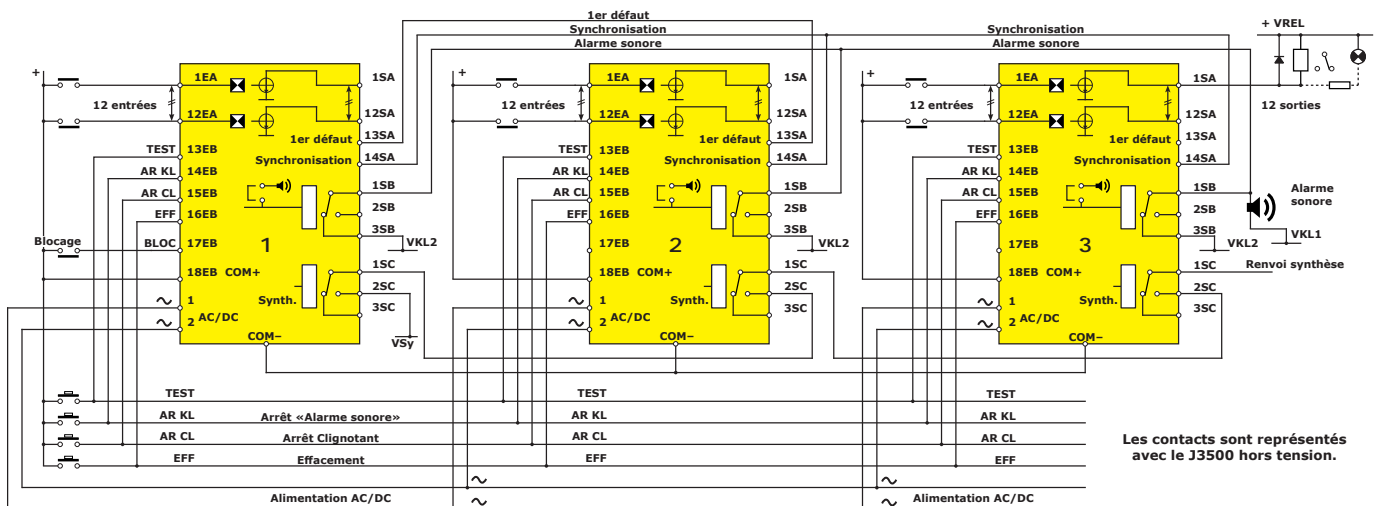 1er défaut
Synchronisation
Alarme sonore
Synchronisation
Alarme sonore
+ VREL
+
1EA
1SA
12 entrées
12EA
12SA
1er défaut
13SA
TEST
13EB
Synchronisation
14SA
AR KL
14EB
AR CL
15EB
1SB
EFF
16EB
2SB
Blocage
BLOC
17EB
1
3SB
VKL2
18EB
COM+
1SC
1
Synth.
2SC
2
AC/DC
3SC
COM–
VSy
+
1EA
1SA
12 entrées
12EA
12SA
1er défaut
13SA
TEST
13EB
Synchronisation
14SA
AR KL
14EB
AR CL
15EB
1SB
EFF
16EB
2SB
17EB
2
3SB
VKL2
18EB
COM+
1SC
1
Synth.
2SC
2
AC/DC
3SC
COM–
+
1EA
1SA
12 entrées
12EA
12SA
12 sorties
1er défaut
13SA
TEST
13EB
Synchronisation
14SA
AR KL
14EB
AR CL
15EB
1SB
Alarme
sonore
EFF
16EB
2SB
17EB
3
3SB
VKL2
VKL1
18EB
COM+
1SC
Renvoi synthèse
1
Synth.
2SC
2
AC/DC
3SC
COM–
TEST
TEST
TEST
AR KL
Arrêt «Alarme sonore»
AR KL
AR KL
AR CL
Arrêt Clignotant
AR CL
AR CL
EFF
Effacement
EFF
EFF
Alimentation AC/DC
Alimentation AC/DC
Les contacts sont représentés
avec le J3500 hors tension.